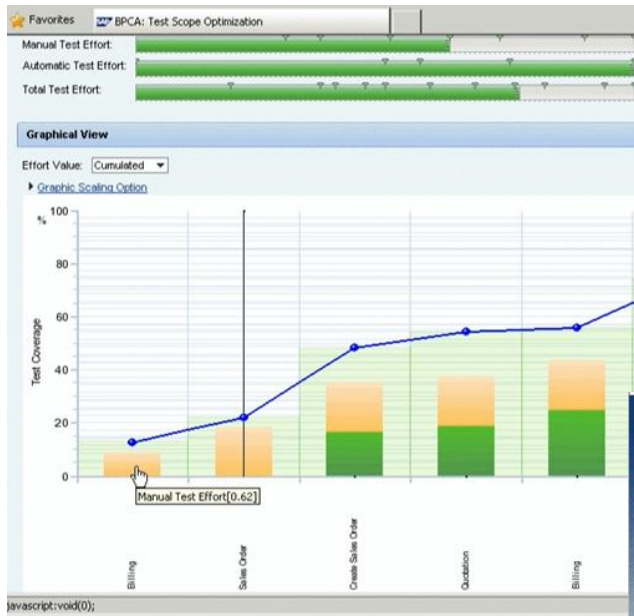 Favorites
SAP BPCA: Test Scope Optimization
Manual Test Effort:
Automatic Test Effort:
Total Test Effort:
Graphical View
Effort Value: Cumulated
Graphic Scaling Option
%
100
80
60
40
20
0
Test Coverage
Manual Test Effort[0.62]
Billing
Sales Order
Create Sales Order
Quotation
Billing
javascript:void(0);